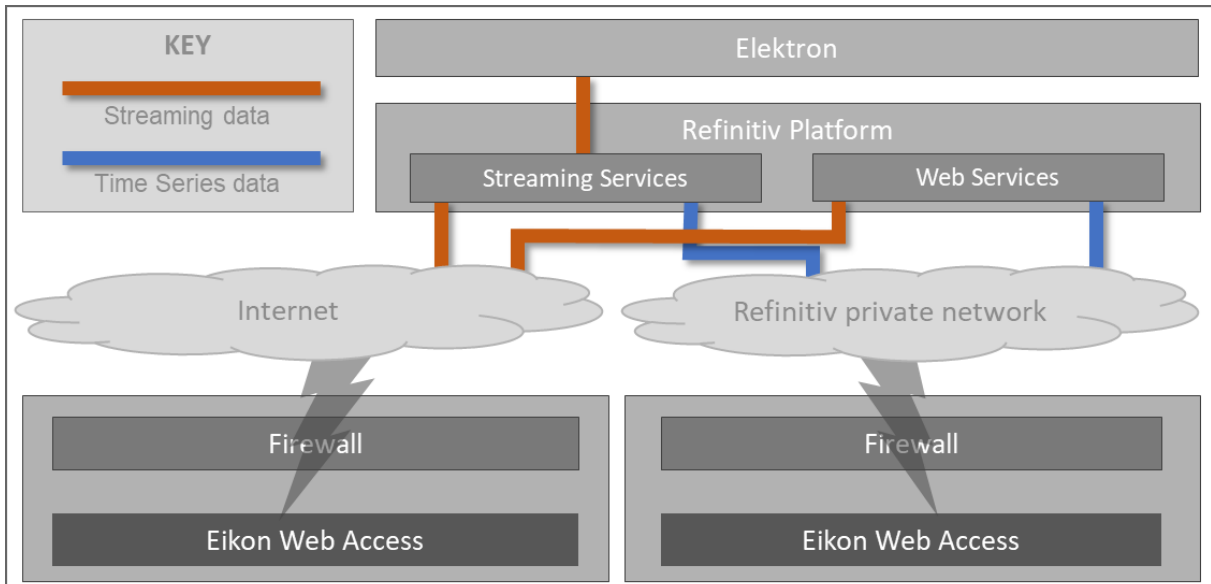 KEY
Streaming data
Time Series data
Elektron
Refinitiv Platform
Streaming Services
Web Services
Internet
Refinitiv private network
Firewall
Eikon Web Access
Firewall
Eikon Web Access